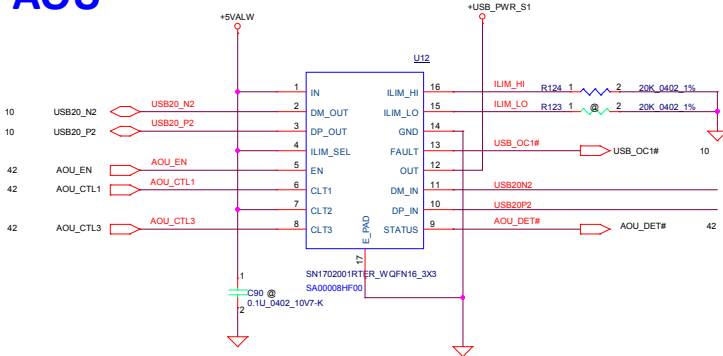 AOU
+5VALW
+USB_PWR_S1
U12
1 IN ILIM_HI 16 ILIM_HI R124 1 2 20K_0402_1%
10 USB20_N2 USB20_N2 2 DM_OUT ILIM_LO 15 ILIM_LO R123 1 @ 2 20K_0402_1%
10 USB20_P2 USB20_P2 3 DP_OUT GND 14
4 ILIM_SEL FAULT 13 USB_OC1# USB_OC1# 10
42 AOU_EN AOU_EN 5 EN OUT 12
42 AOU_CTL1 AOU_CTL1 6 CLT1 DM_IN 11 USB20N2
7 CLT2 DP_IN 10 USB20P2
42 AOU_CTL3 AOU_CTL3 8 CLT3 STATUS 9 AOU_DET# AOU_DET# 42
E_PAD
17
SN1702001RTER_WQFN16_3X3
SA00008HF00
1
C90 @
0.1U_0402_10V7-K
2